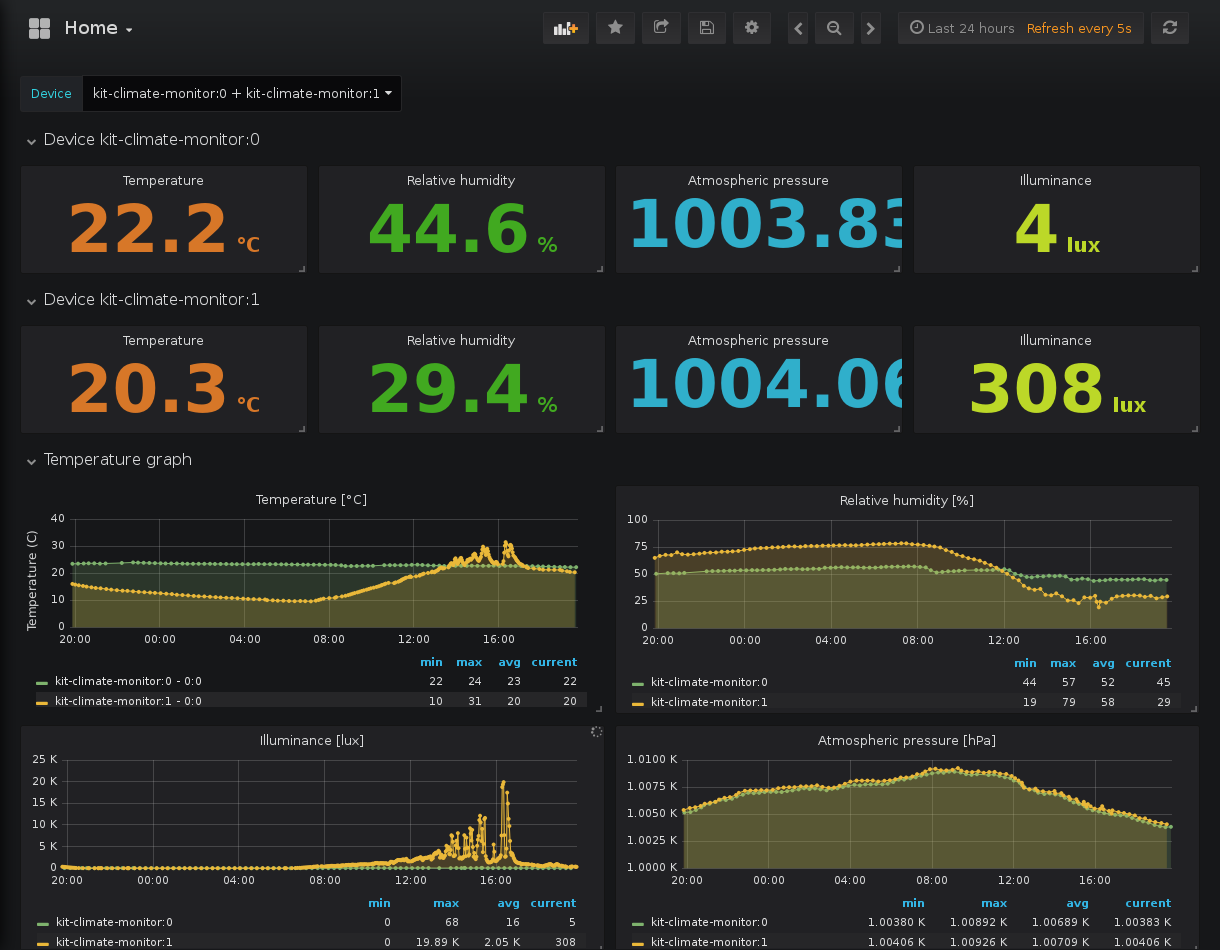 Home
Last 24 hours Refresh every 5s
Device kit-climate-monitor:0 + kit-climate-monitor:1
Device kit-climate-monitor:0
Temperature Relative humidity Atmospheric pressure Illuminance
22.2 °C 44.6 % 1003.83 4 lux
Device kit-climate-monitor:1
Temperature Relative humidity Atmospheric pressure Illuminance
20.3 °C 29.4 % 1004.06 308 lux
Temperature graph
Temperature [°C]
Temperature (C)
40
30
20
10
0
20:00 00:00 04:00 08:00 12:00 16:00
min max avg current
kit-climate-monitor:0 - 0:0 22 24 23 22
kit-climate-monitor:1 - 0:0 10 31 20 20
Relative humidity [%]
100
75
50
25
0
20:00 00:00 04:00 08:00 12:00 16:00
min max avg current
kit-climate-monitor:0 44 57 52 45
kit-climate-monitor:1 19 79 58 29
Illuminance [lux]
25 K
20 K
15 K
10 K
5 K
0
20:00 00:00 04:00 08:00 12:00 16:00
min max avg current
kit-climate-monitor:0 0 68 16 5
kit-climate-monitor:1 0 19.89 K 2.05 K 308
Atmospheric pressure [hPa]
1.0100 K
1.0075 K
1.0050 K
1.0025 K
1.0000 K
20:00 00:00 04:00 08:00 12:00 16:00
min max avg current
kit-climate-monitor:0 1.00380 K 1.00892 K 1.00689 K 1.00383 K
kit-climate-monitor:1 1.00406 K 1.00926 K 1.00709 K 1.00406 K